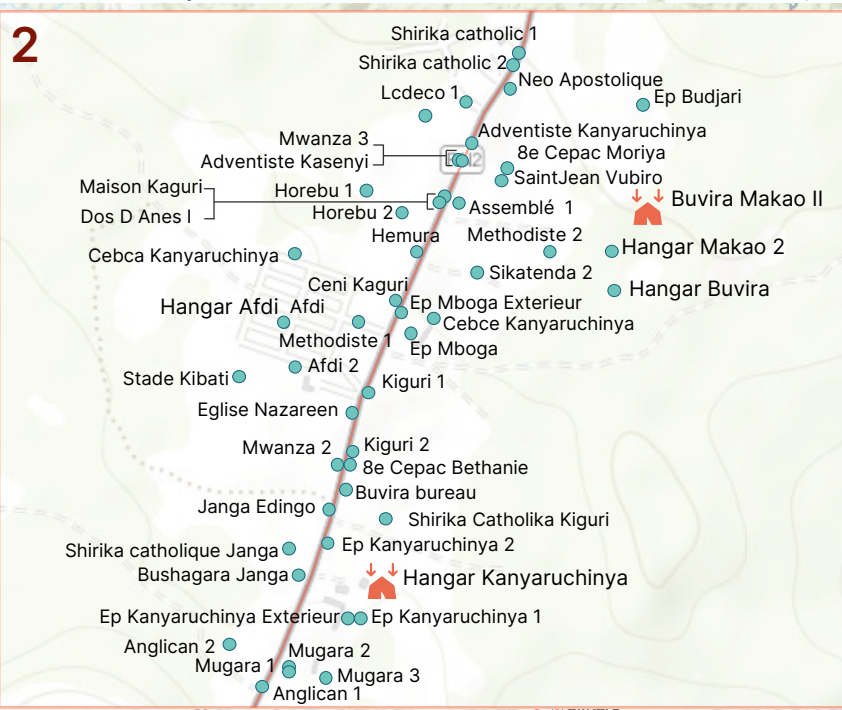 2
Shirika catholic 1
Shirika catholic 2
Neo Apostolique
Lcdeco 1
Ep Budjari
Adventiste Kanyaruchinya
Mwanza 3
Adventiste Kasenyi
8e Cepac Moriya
SaintJean Vubiro
Maison Kaguri
Horebu 1
Buvira Makao II
Dos D Anes I
Horebu 2
Assemblé 1
Hemura
Methodiste 2
Cebca Kanyaruchinya
Hangar Makao 2
Sikatenda 2
Ceni Kaguri
Hangar Buvira
Hangar Afdi
Afdi
Ep Mboga Exterieur
Cebce Kanyaruchinya
Methodiste 1
Ep Mboga
Afdi 2
Stade Kibati
Kiguri 1
Eglise Nazareen
Mwanza 2
Kiguri 2
8e Cepac Bethanie
Buvira bureau
Janga Edingo
Shirika Catholika Kiguri
Ep Kanyaruchinya 2
Shirika catholique Janga
Bushagara Janga
Hangar Kanyaruchinya
Ep Kanyaruchinya Exterieur
Ep Kanyaruchinya 1
Anglican 2
Mugara 2
Mugara 1
Mugara 3
Anglican 1